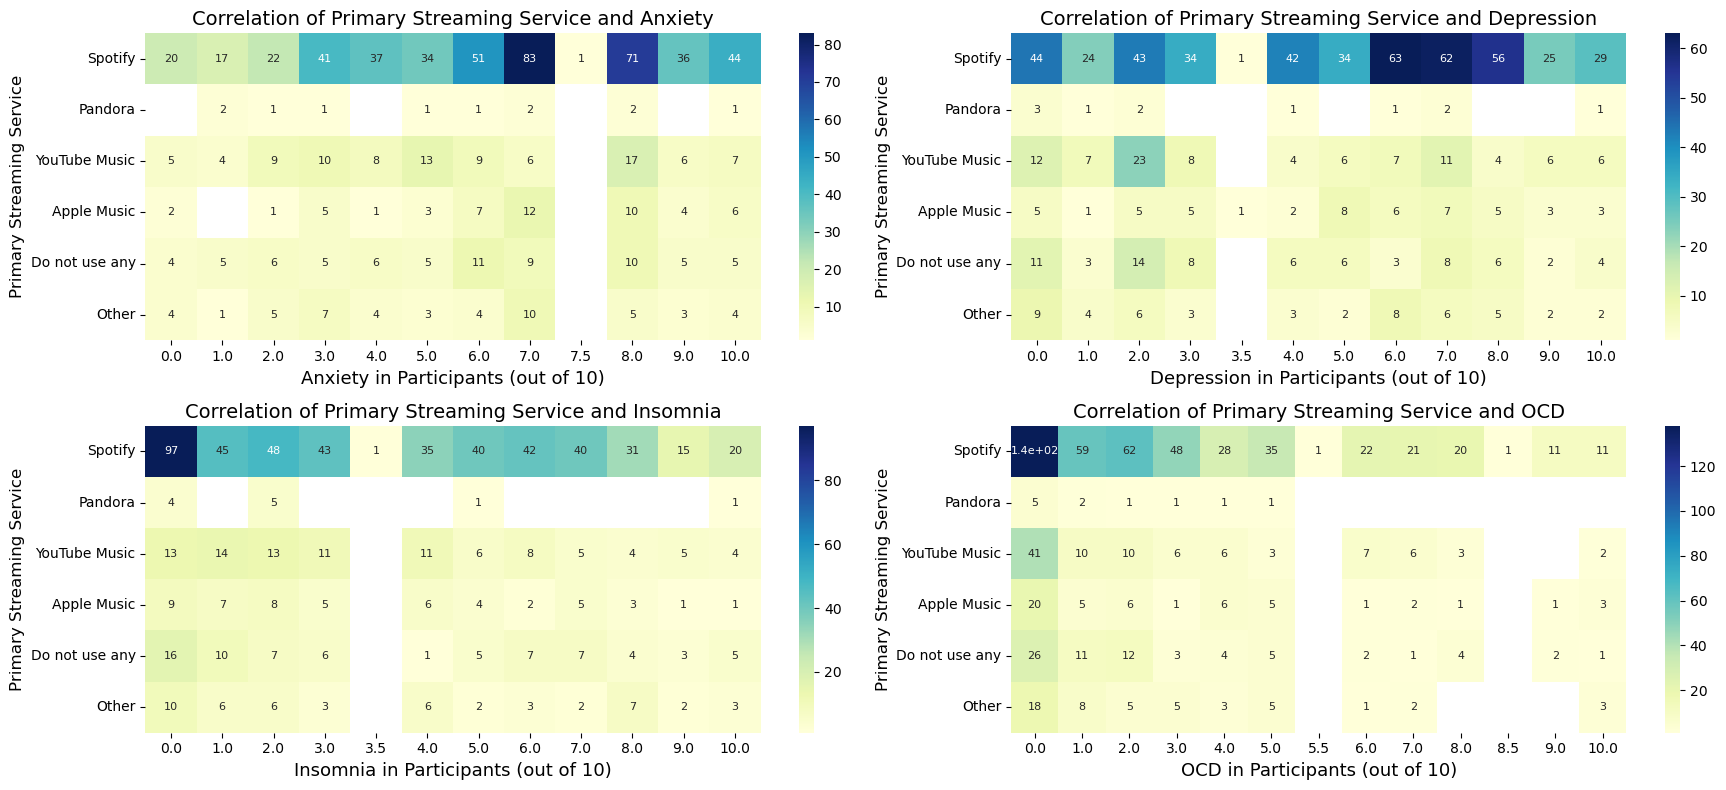 Correlation of Primary Streaming Service and Anxiety
Primary Streaming Service
Spotify 20 17 22 41 37 34 51 83 1 71 36 44
Pandora 2 1 1 1 1 2 2 1
YouTube Music 5 4 9 10 8 13 9 6 17 6 7
Apple Music 2 1 5 1 3 7 12 10 4 6
Do not use any 4 5 6 5 6 5 11 9 10 5 5
Other 4 1 5 7 4 3 4 10 5 3 4
0.0 1.0 2.0 3.0 4.0 5.0 6.0 7.0 7.5 8.0 9.0 10.0
Anxiety in Participants (out of 10)
80
70
60
50
40
30
20
10
Correlation of Primary Streaming Service and Depression
Primary Streaming Service
Spotify 44 24 43 34 1 42 34 63 62 56 25 29
Pandora 3 1 2 1 1 2 1
YouTube Music 12 7 23 8 4 6 7 11 4 6 6
Apple Music 5 1 5 5 1 2 8 6 7 5 3 3
Do not use any 11 3 14 8 6 6 3 8 6 2 4
Other 9 4 6 3 3 2 8 6 5 2 2
0.0 1.0 2.0 3.0 3.5 4.0 5.0 6.0 7.0 8.0 9.0 10.0
Depression in Participants (out of 10)
60
50
40
30
20
10
Correlation of Primary Streaming Service and Insomnia
Primary Streaming Service
Spotify 97 45 48 43 1 35 40 42 40 31 15 20
Pandora 4 5 1 1
YouTube Music 13 14 13 11 11 6 8 5 4 5 4
Apple Music 9 7 8 5 6 4 2 5 3 1 1
Do not use any 16 10 7 6 1 5 7 7 4 3 5
Other 10 6 6 3 6 2 3 2 7 2 3
0.0 1.0 2.0 3.0 3.5 4.0 5.0 6.0 7.0 8.0 9.0 10.0
Insomnia in Participants (out of 10)
80
60
40
20
Correlation of Primary Streaming Service and OCD
Primary Streaming Service
Spotify 1.4e+02 59 62 48 28 35 1 22 21 20 1 11 11
Pandora 5 2 1 1 1 1
YouTube Music 41 10 10 6 6 3 7 6 3 2
Apple Music 20 5 6 1 6 5 1 2 1 1 3
Do not use any 26 11 12 3 4 5 2 1 4 2 1
Other 18 8 5 5 3 5 1 2 3
0.0 1.0 2.0 3.0 4.0 5.0 5.5 6.0 7.0 8.0 8.5 9.0 10.0
OCD in Participants (out of 10)
120
100
80
60
40
20